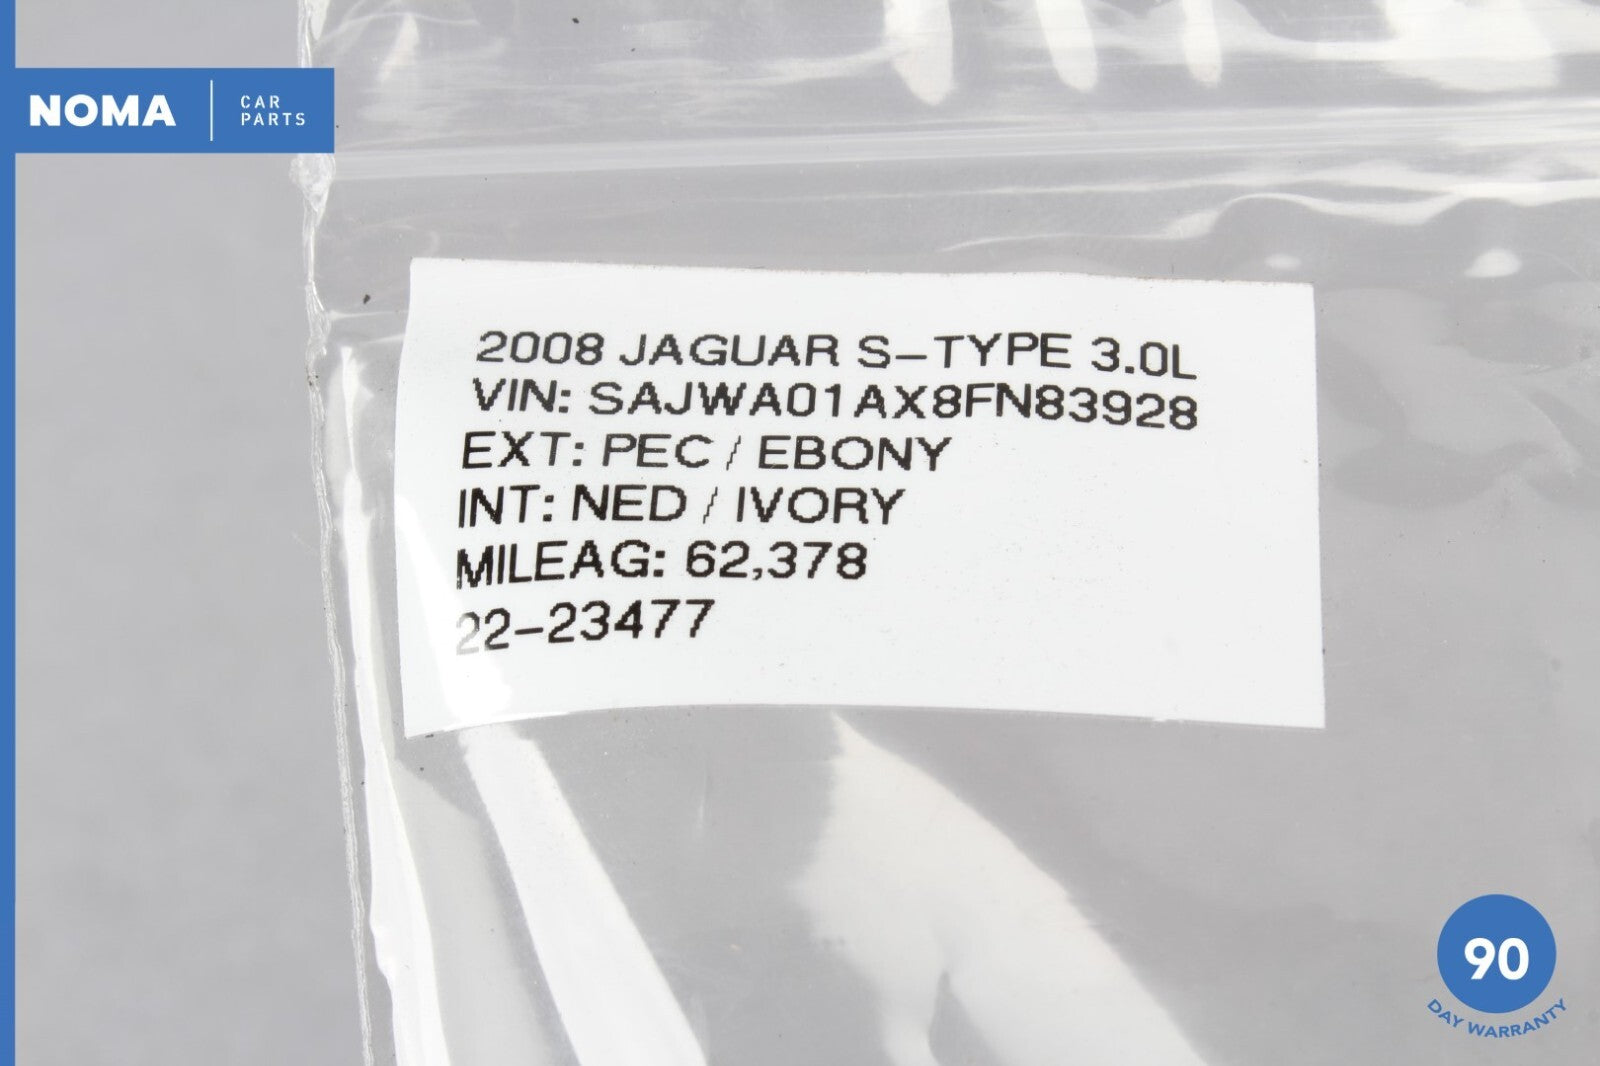 NOMA
CAR
PARTS
2008 JAGUAR S-TYPE 3.0L
VIN: SAJWA01AX8FN83928
EXT: PEC / EBONY
INT: NED / IVORY
MILEAG: 62,378
22-23477
90
DAY WARRANTY